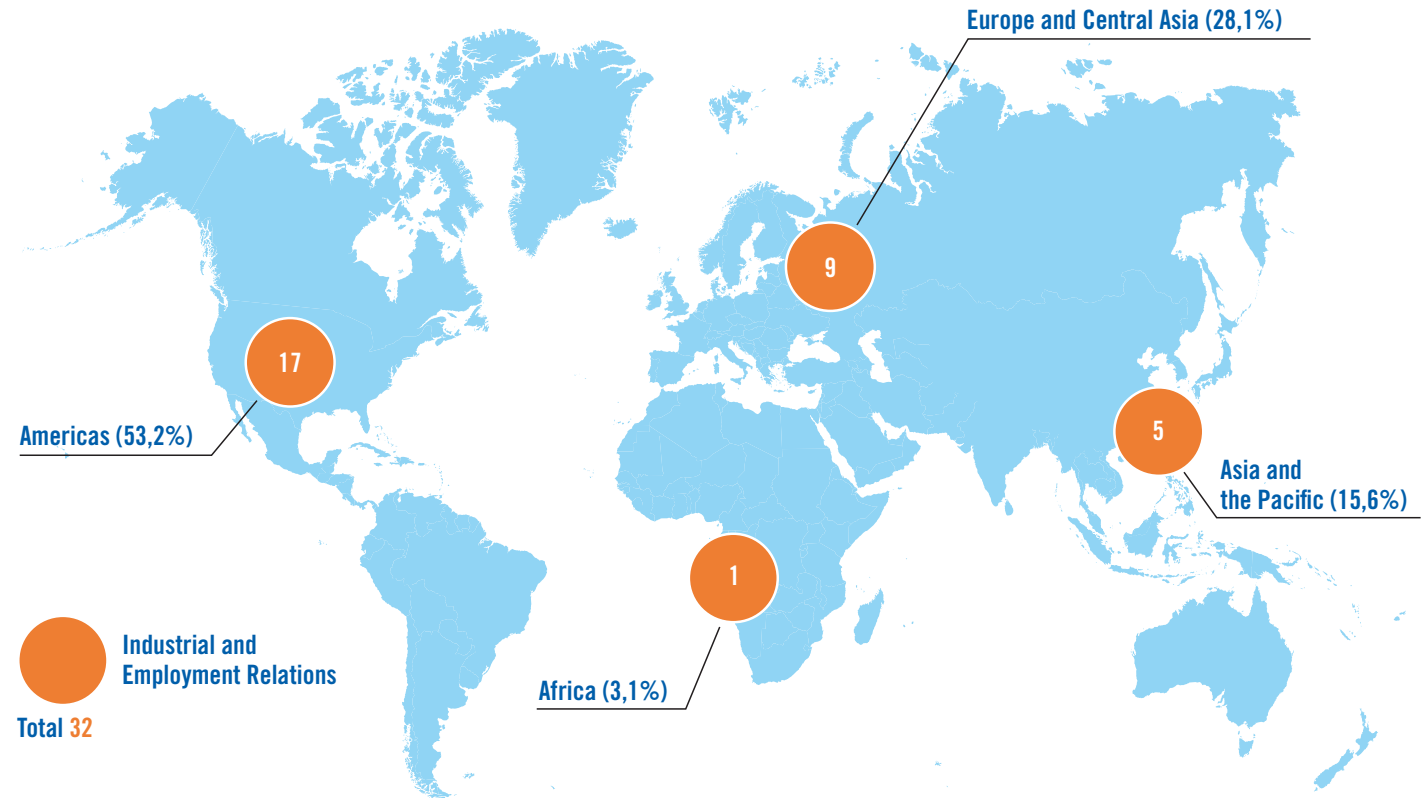 Europe and Central Asia (28,1%)
9
17
Americas (53,2%)
5
Asia and
the Pacific (15,6%)
1
Africa (3,1%)
Industrial and
Employment Relations
Total 32